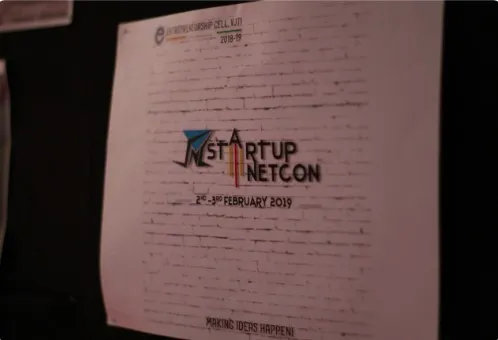 ENTREPRENEURSHIP CELL, VJTI
2018-19
STARTUP
NETCON
2ND -3RD FEBRUARY 2019
MAKING IDEAS HAPPEN!